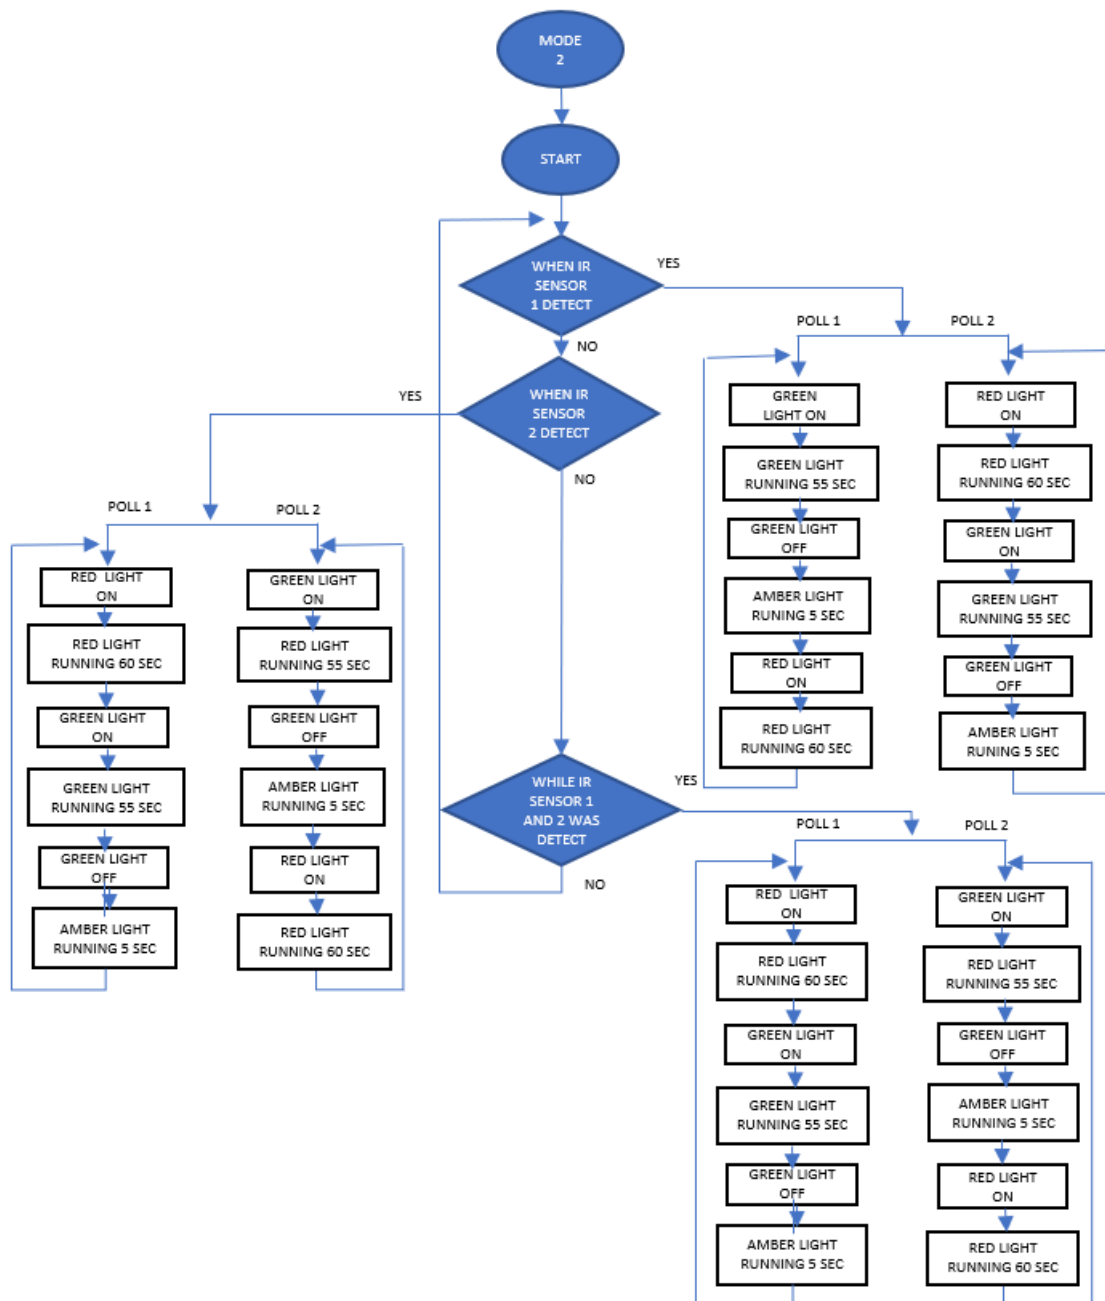 MODE
2
START
WHEN IR
SENSOR
1 DETECT
YES
NO
WHEN IR
SENSOR
2 DETECT
YES
NO
POLL 1
POLL 2
GREEN
LIGHT ON
GREEN LIGHT
RUNNING 55 SEC
GREEN LIGHT
OFF
AMBER LIGHT
RUNING 5 SEC
RED LIGHT
ON
RED LIGHT
RUNNING 60 SEC
RED LIGHT
ON
RED LIGHT
RUNNING 60 SEC
GREEN LIGHT
ON
GREEN LIGHT
RUNNING 55 SEC
GREEN LIGHT
OFF
AMBER LIGHT
RUNING 5 SEC
POLL 1
POLL 2
RED LIGHT
ON
RED LIGHT
RUNNING 60 SEC
GREEN LIGHT
ON
GREEN LIGHT
RUNNING 55 SEC
GREEN LIGHT
OFF
AMBER LIGHT
RUNNING 5 SEC
GREEN LIGHT
ON
RED LIGHT
RUNNING 55 SEC
GREEN LIGHT
OFF
AMBER LIGHT
RUNNING 5 SEC
RED LIGHT
ON
RED LIGHT
RUNNING 60 SEC
WHILE IR
SENSOR 1
AND 2 WAS
DETECT
YES
NO
POLL 1
POLL 2
RED LIGHT
ON
RED LIGHT
RUNNING 60 SEC
GREEN LIGHT
ON
GREEN LIGHT
RUNNING 55 SEC
GREEN LIGHT
OFF
AMBER LIGHT
RUNNING 5 SEC
GREEN LIGHT
ON
RED LIGHT
RUNNING 55 SEC
GREEN LIGHT
OFF
AMBER LIGHT
RUNNING 5 SEC
RED LIGHT
ON
RED LIGHT
RUNNING 60 SEC